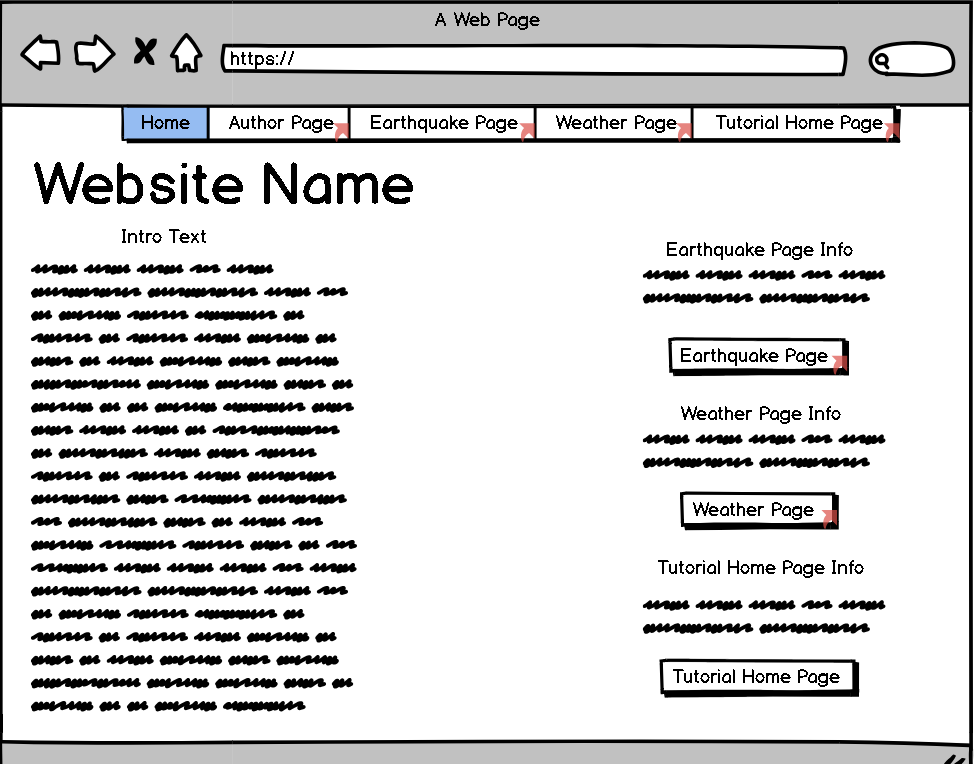 A Web Page
https://
Home Author Page Earthquake Page Weather Page Tutorial Home Page
Website Name
Intro Text
Earthquake Page Info
Earthquake Page
Weather Page Info
Weather Page
Tutorial Home Page Info
Tutorial Home Page